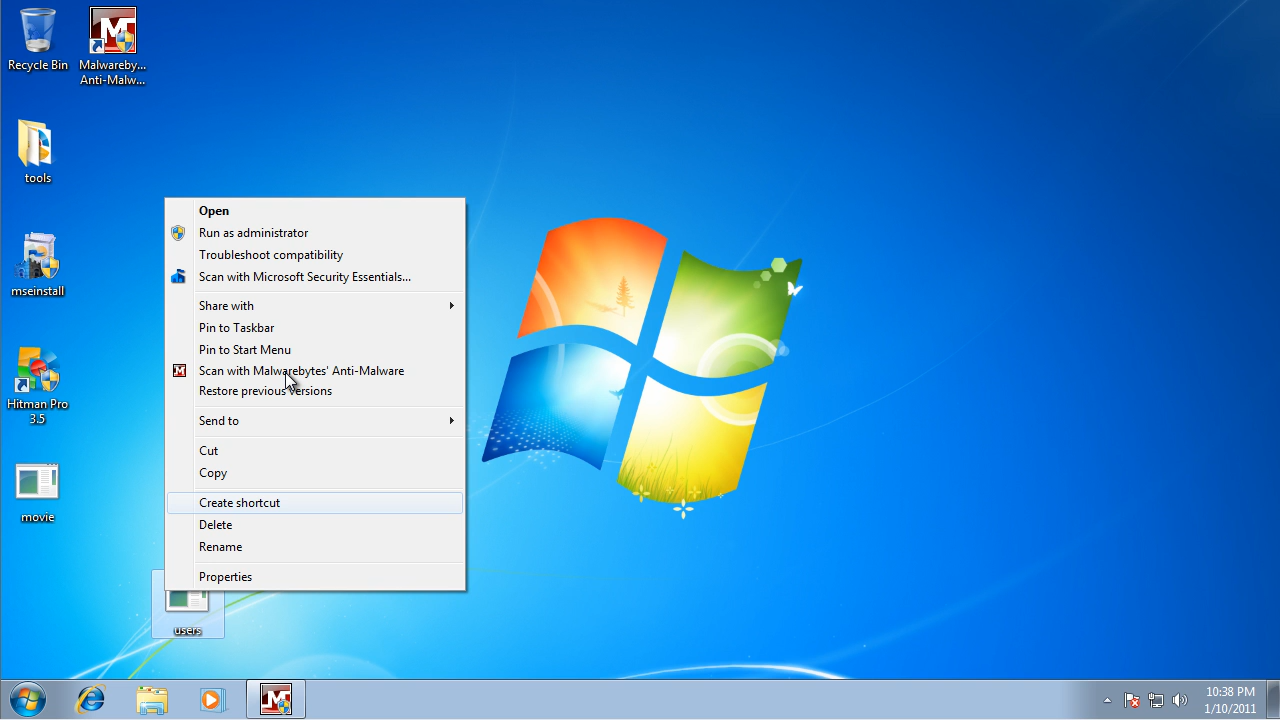 Recycle Bin
Malwareby...
Anti-Malw...
tools
mseinstall
Hitman Pro
3.5
movie
Open
Run as administrator
Troubleshoot compatibility
Scan with Microsoft Security Essentials...
Share with
Pin to Taskbar
Pin to Start Menu
Scan with Malwarebytes' Anti-Malware
Restore previous versions
Send to
Cut
Copy
Create shortcut
Delete
Rename
Properties
users
10:38 PM
1/10/2011